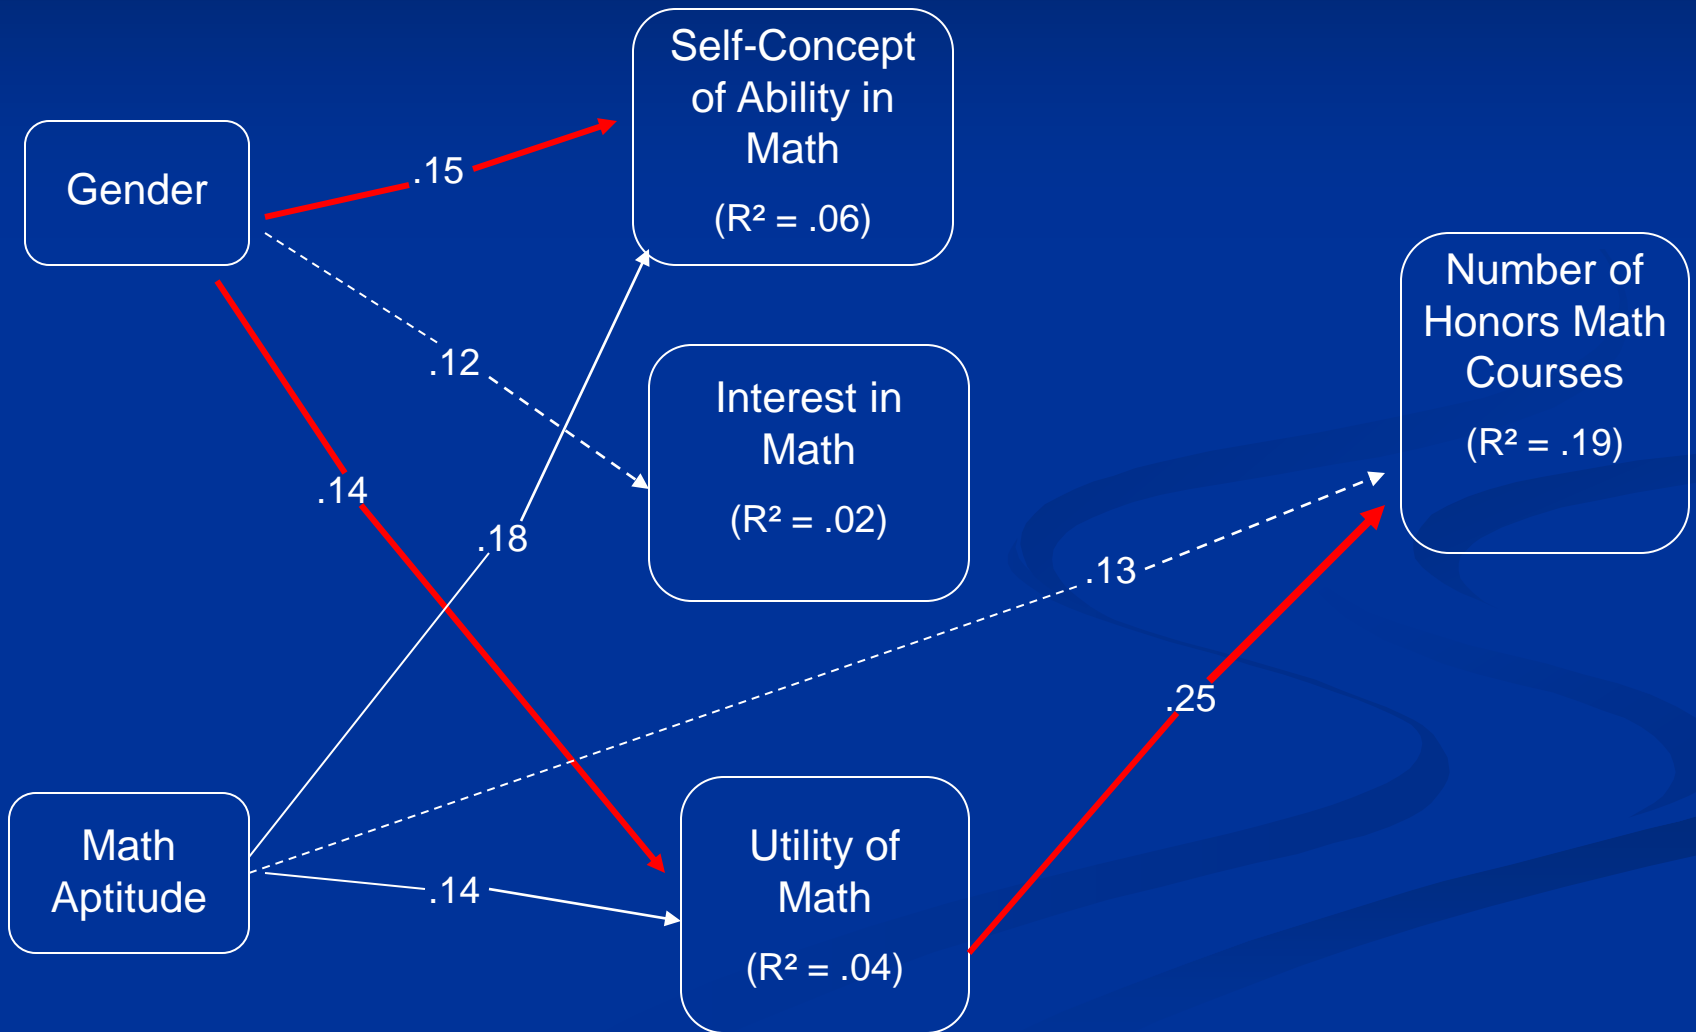 Self-Concept
of Ability in
Math
(R² = .06)
Gender
.15
.12
.14
.18
Interest in
Math
(R² = .02)
Number of
Honors Math
Courses
(R² = .19)
.13
.25
Math
Aptitude
.14
Utility of
Math
(R² = .04)